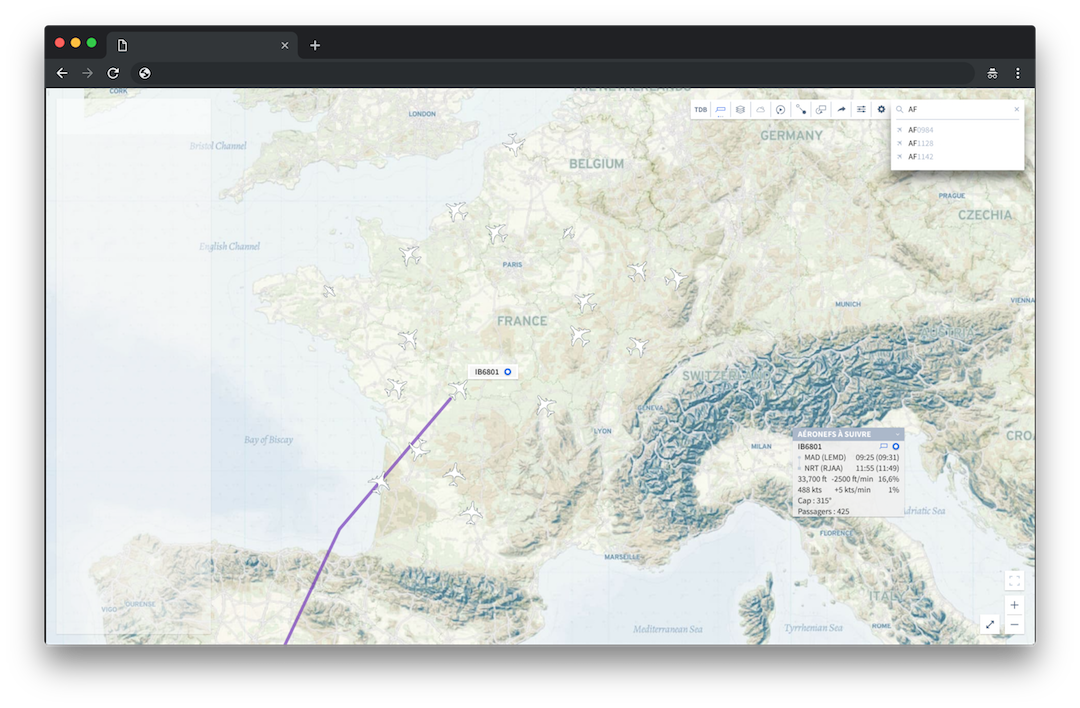 CORK
THE NETHERLANDS
LONDON
Bristol Channel
BELGIUM
GERMANY
TDB
AF
AF0984
AF1128
AF1142
PRAGUE
CZECHIA
English Channel
PARIS
MUNICH
VIENNA
FRANCE
AUSTRIA
IB6801
SWITZERLAND
GENEVA
LYON
Bay of Biscay
MILAN
CRO
AÉRONEFS À SUIVRE
IB6801
MAD (LEMD) 09:25 (09:31)
NRT (RJAA) 11:55 (11:49)
33,700 ft -2500 ft/min 16,6%
488 kts +5 kts/min 1%
Cap : 315°
Passagers : 425
Adriatic Sea
FLORENCE
MARSEILLE
VIGO
OURENSE
ITALY
ROME
Mediterranean Sea
Tyrrhenian Sea